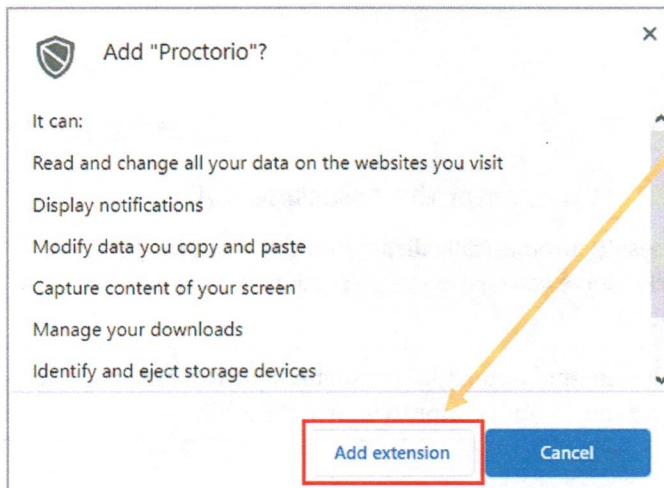 Add "Proctorio"?
It can:
Read and change all your data on the websites you visit
Display notifications
Modify data you copy and paste
Capture content of your screen
Manage your downloads
Identify and eject storage devices
Add extension
Cancel